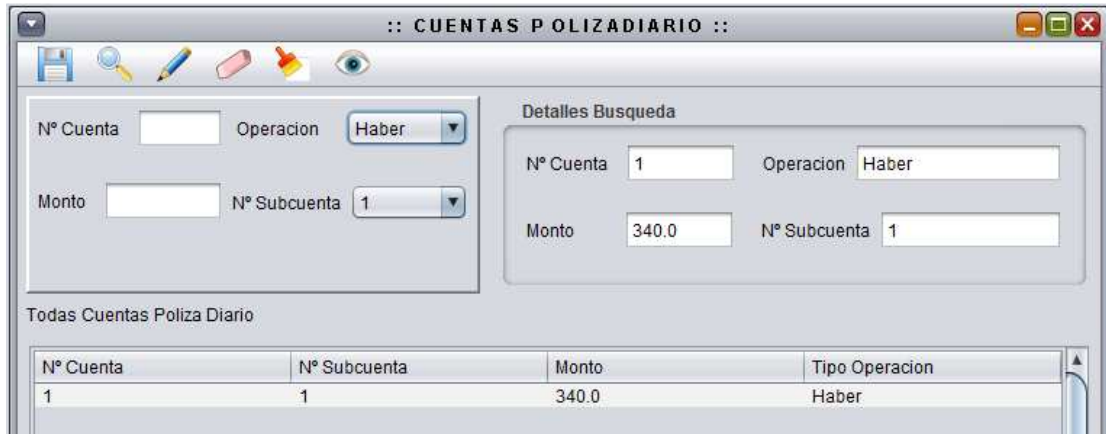 :: CUENTAS POLIZADIARIO ::
Nº Cuenta Operacion Haber
Monto Nº Subcuenta 1
Detalles Busqueda
Nº Cuenta 1 Operacion Haber
Monto 340.0 Nº Subcuenta 1
Todas Cuentas Poliza Diario
Nº Cuenta Nº Subcuenta Monto Tipo Operacion
1 1 340.0 Haber